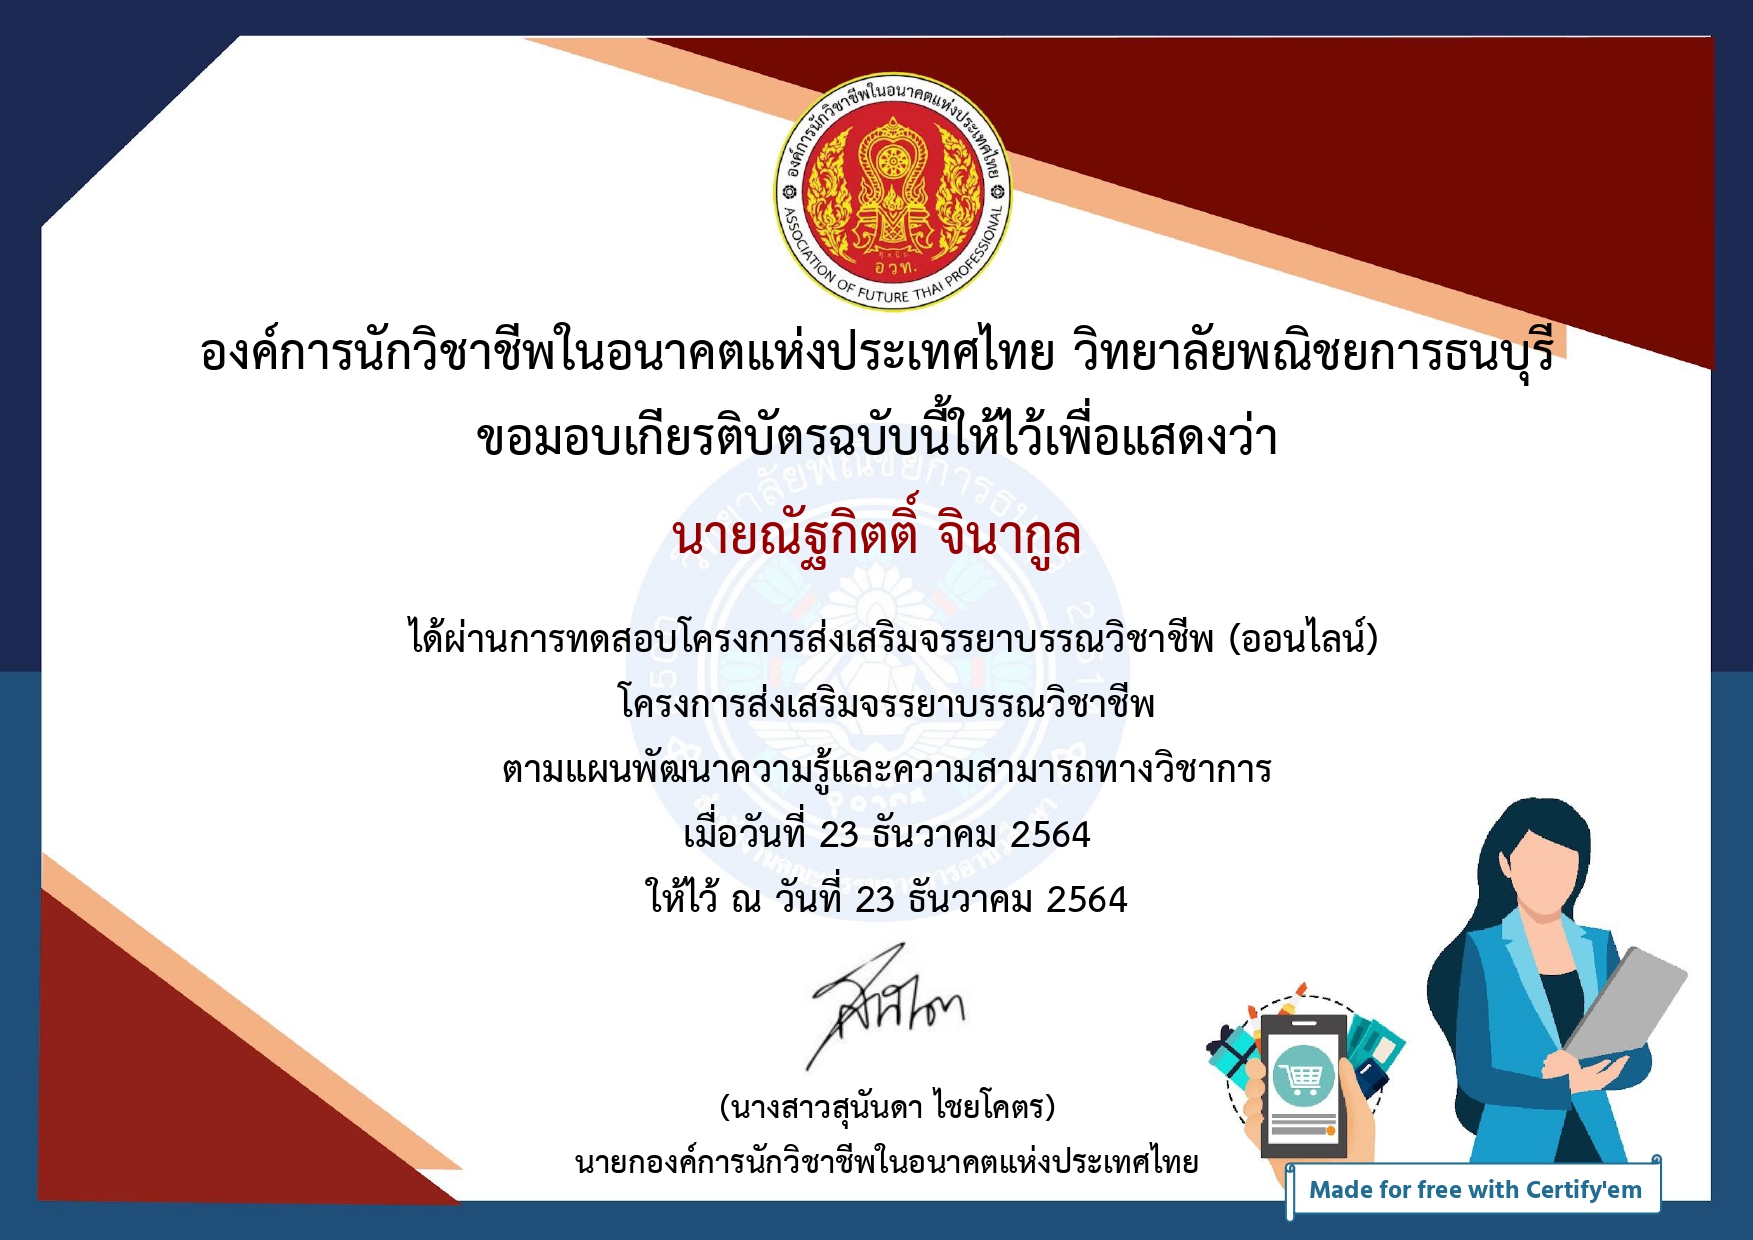 องค์การนักวิชาชีพในอนาคตแห่งประเทศไทย
อวท.
ASSOCIATION OF FUTURE THAI PROFESSIONAL
องค์การนักวิชาชีพในอนาคตแห่งประเทศไทย วิทยาลัยพณิชยการธนบุรี
ขอมอบเกียรติบัตรฉบับนี้ให้ไว้เพื่อแสดงว่า
นายณัฐกิตติ์ จินากูล
ได้ผ่านการทดสอบโครงการส่งเสริมจรรยาบรรณวิชาชีพ (ออนไลน์)
โครงการส่งเสริมจรรยาบรรณวิชาชีพ
ตามแผนพัฒนาความรู้และความสามารถทางวิชาการ
เมื่อวันที่ 23 ธันวาคม 2564
ให้ไว้ ณ วันที่ 23 ธันวาคม 2564
(นางสาวสุนันดา ไชยโคตร)
นายกองค์การนักวิชาชีพในอนาคตแห่งประเทศไทย
Made for free with Certify'em